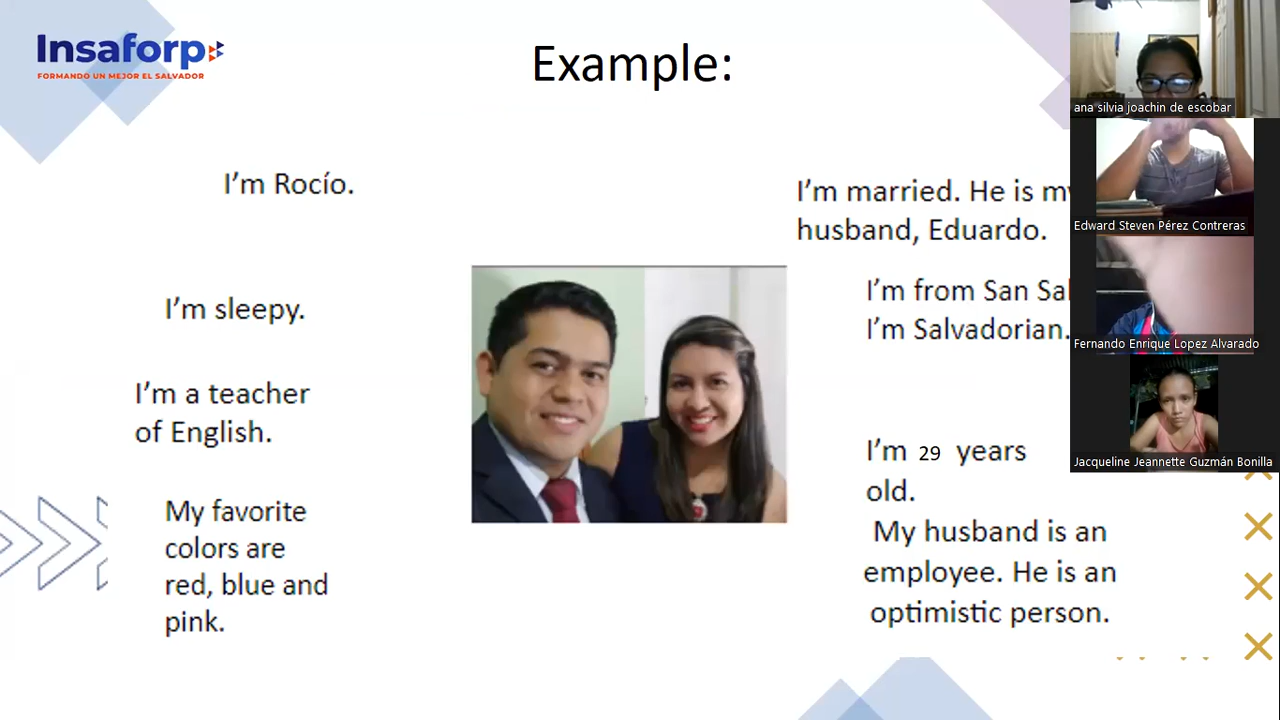 Insaforp
FORMANDO UN MEJOR EL SALVADOR
Example:
I'm Rocío.
I'm sleepy.
I'm a teacher
of English.
My favorite
colors are
red, blue and
pink.
I'm married. He is
husband, Eduardo.
I'm from San
I'm Salvadorian.
I'm 29 years
old.
My husband is an
employee. He is an
optimistic person.
ana silvia joachin de escobar
Edward Steven Pérez Contreras
Fernando Enrique Lopez Alvarado
Jacqueline Jeannette Guzmán Bonilla